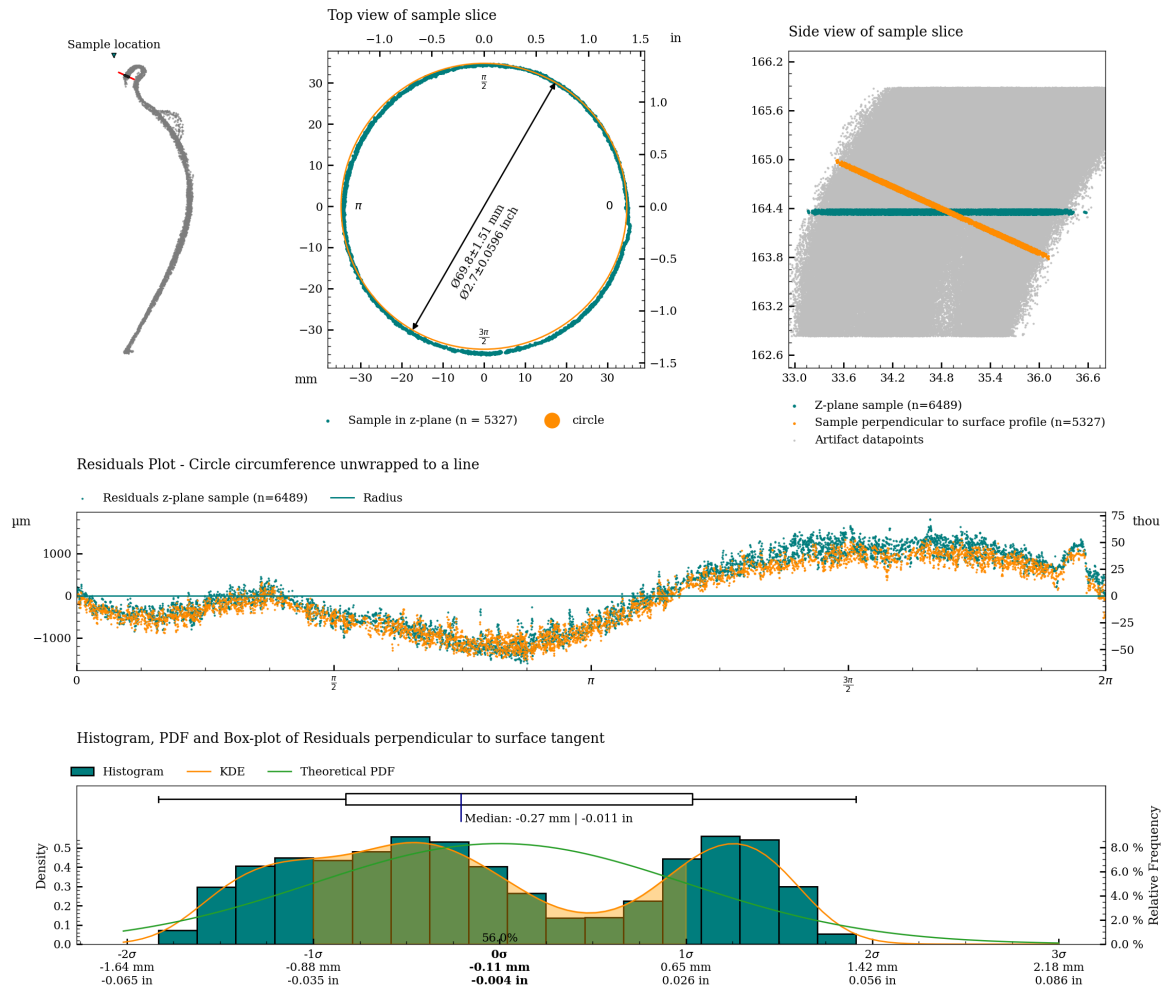 Sample location
Top view of sample slice
−1.0 −0.5 0.0 0.5 1.0 1.5
in
30
20
10
0
−10
−20
−30
1.0
0.5
0.0
−0.5
−1.0
−1.5
π/2
π
0
3π/2
Ø69.8±1.51 mm
Ø2.7±0.0596 inch
mm
−30 −20 −10 0 10 20 30
Sample in z-plane (n = 5327)
circle
Side view of sample slice
166.2
165.6
165.0
164.4
163.8
163.2
162.6
33.0 33.6 34.2 34.8 35.4 36.0 36.6
Z-plane sample (n=6489)
Sample perpendicular to surface profile (n=5327)
Artifact datapoints
Residuals Plot - Circle circumference unwrapped to a line
Residuals z-plane sample (n=6489)
Radius
µm
1000
0
−1000
75
50
25
0
−25
−50
thou
0 π/2 π 3π/2 2π
Histogram, PDF and Box-plot of Residuals perpendicular to surface tangent
Histogram
KDE
Theoretical PDF
Median: -0.27 mm | -0.011 in
Density
0.5
0.4
0.3
0.2
0.1
0.0
8.0 %
6.0 %
4.0 %
2.0 %
0.0 %
Relative Frequency
56.0%
-2σ -1σ 0σ 1σ 2σ 3σ
-1.64 mm -0.88 mm -0.11 mm 0.65 mm 1.42 mm 2.18 mm
-0.065 in -0.035 in -0.004 in 0.026 in 0.056 in 0.086 in